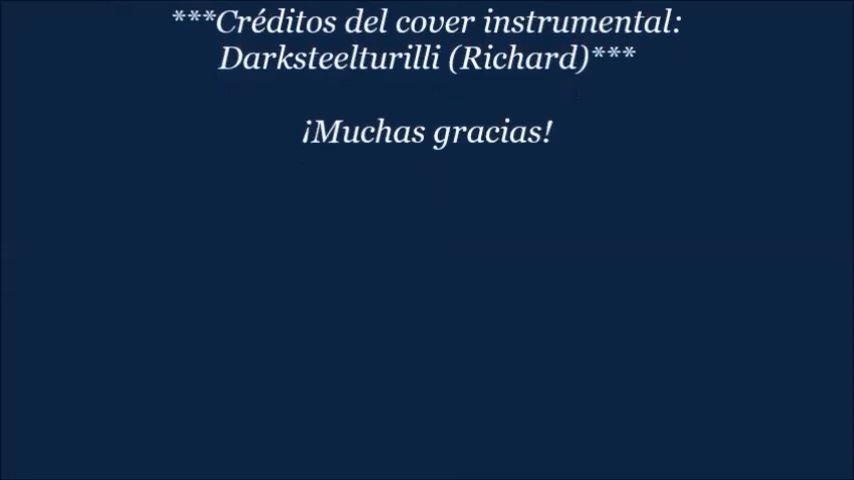 ***Créditos del cover instrumental:
Darksteelturilli (Richard)***
¡Muchas gracias!